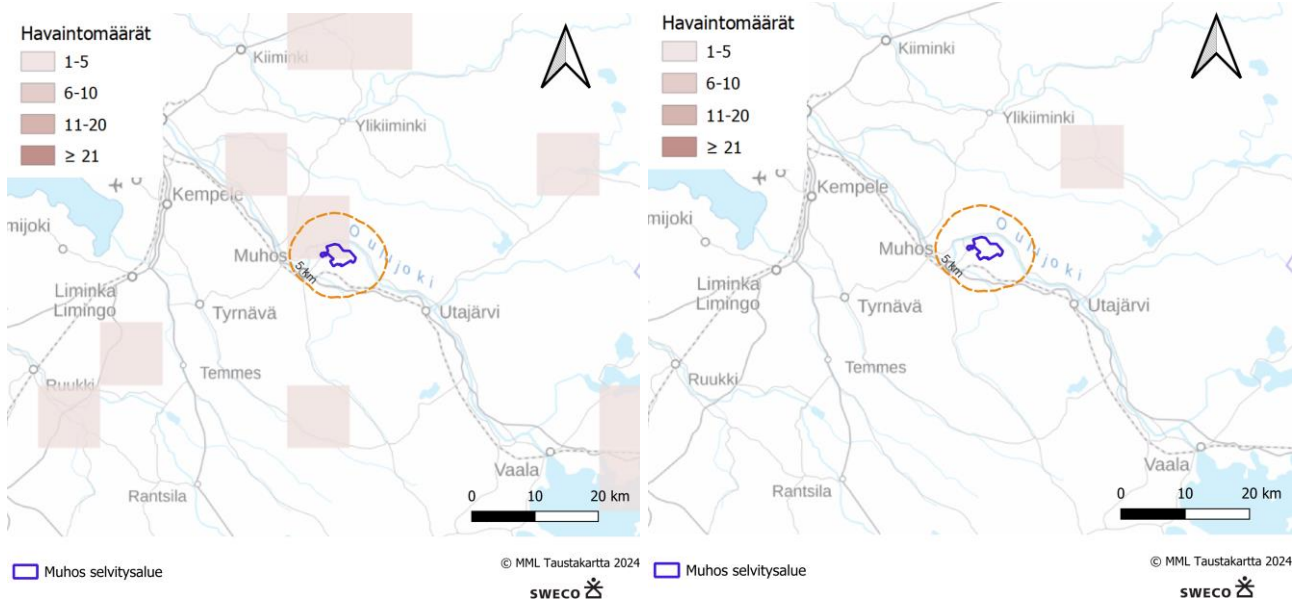 Havaintomäärät
1-5
6-10
11-20
≥ 21
Kiiminki
Ylikiiminki
Kempele
mijoki
Muhos
Oulijoki
5 km
Liminka
Limingo
Tyrnävä
Utajärvi
Ruukki
Temmes
Rantsila
Vaala
0 10 20 km
Muhos selvitysalue
© MML Taustakartta 2024
SWECO
Havaintomäärät
1-5
6-10
11-20
≥ 21
Kiiminki
Ylikiiminki
Kempele
mijoki
Muhos
Oulijoki
5 km
Liminka
Limingo
Tyrnävä
Utajärvi
Ruukki
Temmes
Rantsila
Vaala
0 10 20 km
Muhos selvitysalue
© MML Taustakartta 2024
SWECO